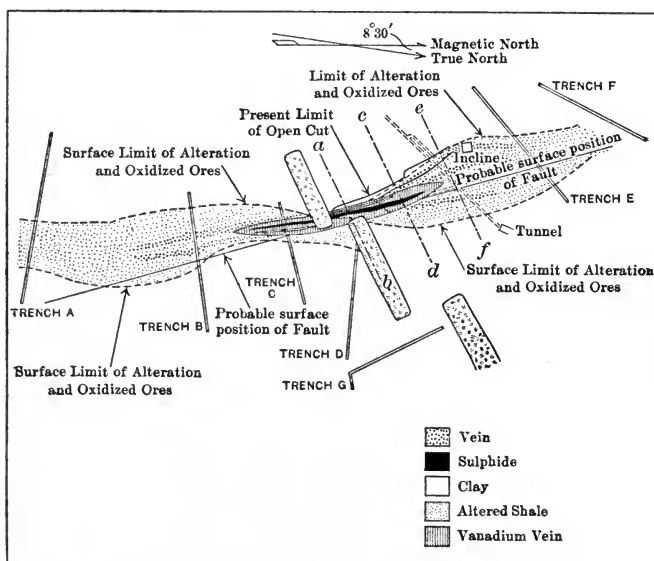 8°30′
Magnetic North
True North
Limit of Alteration
and Oxidized Ores
TRENCH F
c
e
Present Limit
of Open Cut
a
Surface Limit of Alteration
and Oxidized Ores
Incline
Probable surface position
of Fault
TRENCH E
Tunnel
f
d
b
Surface Limit of Alteration
and Oxidized Ores
TRENCH A
TRENCH B
TRENCH
C
Probable surface
position of Fault
TRENCH D
TRENCH G
Surface Limit of Alteration
and Oxidized Ores
Vein
Sulphide
Clay
Altered Shale
Vanadium Vein